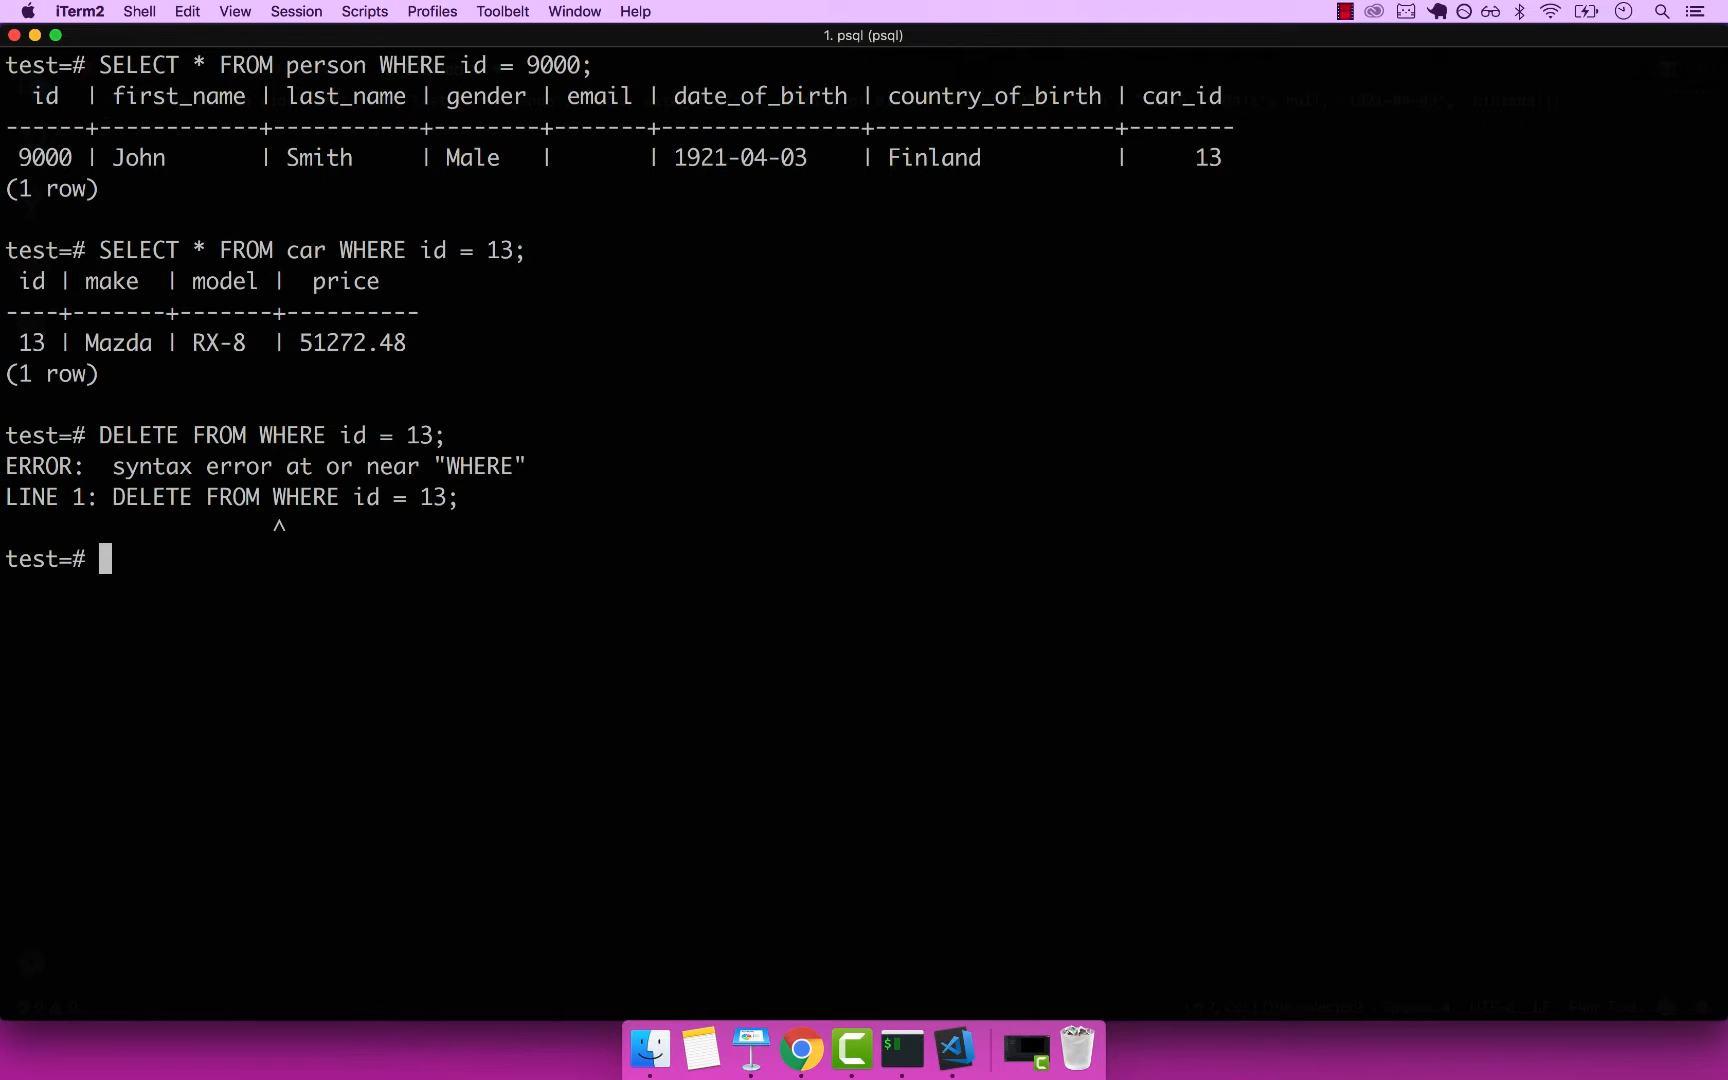 iTerm2 Shell Edit View Session Scripts Profiles Toolbelt Window Help
1. psql (psql)
test=# SELECT * FROM person WHERE id = 9000;
id | first_name | last_name | gender | email | date_of_birth | country_of_birth | car_id
------+------------+-----------+--------+-------+---------------+------------------+--------
9000 | John | Smith | Male | | 1921-04-03 | Finland | 13
(1 row)
test=# SELECT * FROM car WHERE id = 13;
id | make | model | price
----+-------+-------+----------
13 | Mazda | RX-8 | 51272.48
(1 row)
test=# DELETE FROM WHERE id = 13;
ERROR: syntax error at or near "WHERE"
LINE 1: DELETE FROM WHERE id = 13;
^
test=#